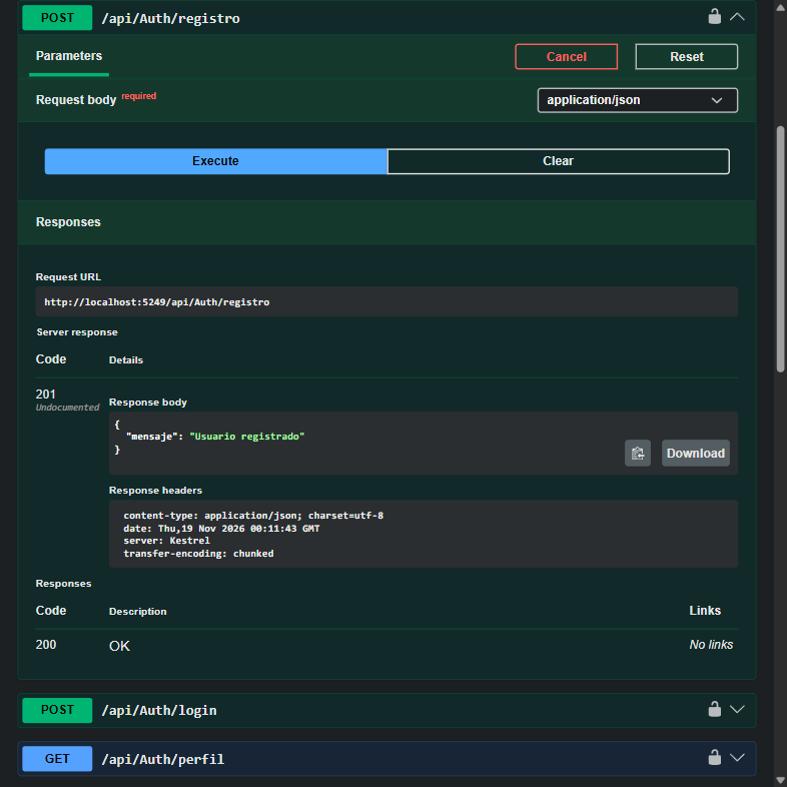 POST /api/Auth/registro
Parameters Cancel Reset
Request body required application/json
Execute Clear
Responses
Request URL
http://localhost:5249/api/Auth/registro
Server response
Code Details
201
Undocumented
Response body
{
"mensaje": "Usuario registrado"
}
Download
Response headers
content-type: application/json; charset=utf-8
date: Thu,19 Nov 2026 00:11:43 GMT
server: Kestrel
transfer-encoding: chunked
Responses
Code Description Links
200 OK No links
POST /api/Auth/login
GET /api/Auth/perfil